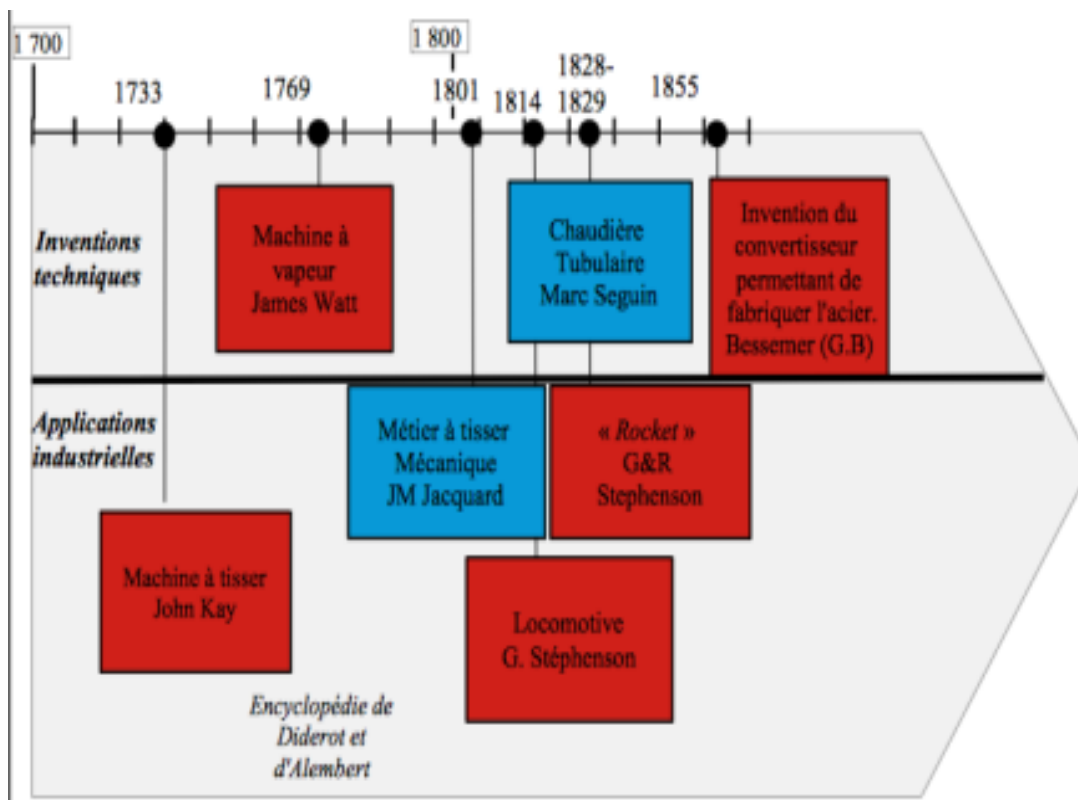 1 700
1 800
1733
1769
1801
1814
1828-
1829
1855
Inventions
techniques
Machine à
vapeur
James Watt
Chaudière
Tubulaire
Marc Seguin
Invention du
convertisseur
permettant de
fabriquer l'acier.
Bessemer (G.B)
Applications
industrielles
Métier à tisser
Mécanique
JM Jacquard
« Rocket »
G&R
Stephenson
Machine à tisser
John Kay
Locomotive
G. Stéphenson
Encyclopédie de
Diderot et
d'Alembert